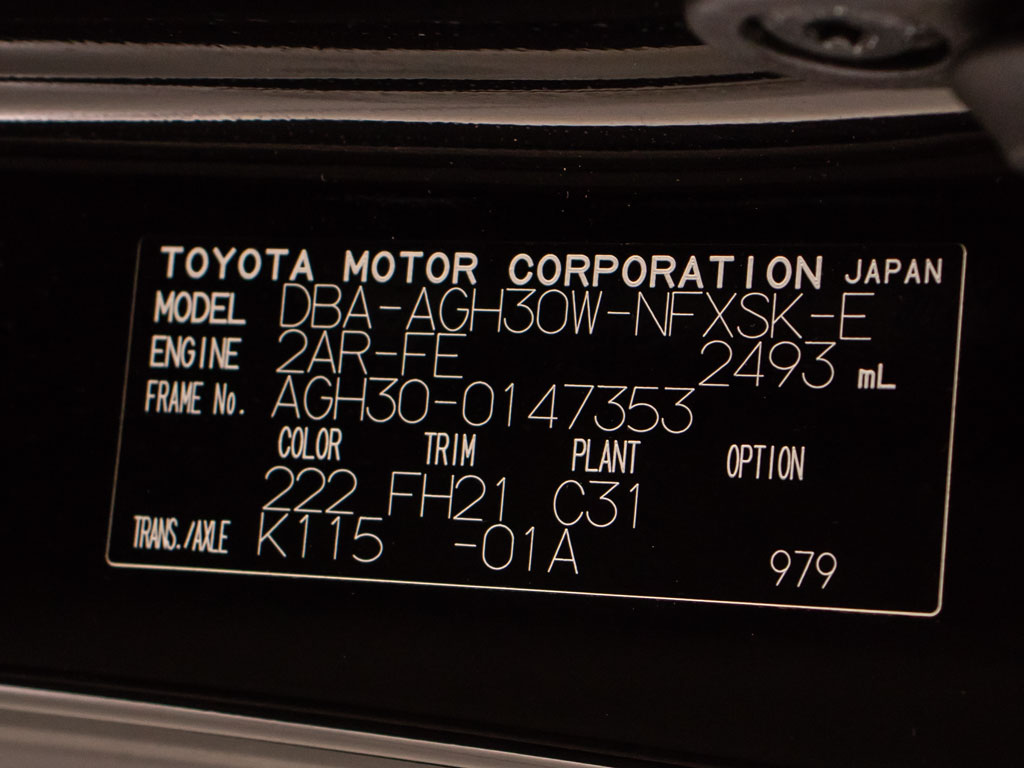 TOYOTA MOTOR CORPORATION JAPAN
MODEL DBA-AGH30W-NFXSK-E
ENGINE 2AR-FE 2493 mL
FRAME No. AGH30-0147353
COLOR TRIM PLANT OPTION
222 FH21 C31
TRANS./AXLE K115 -01A 979